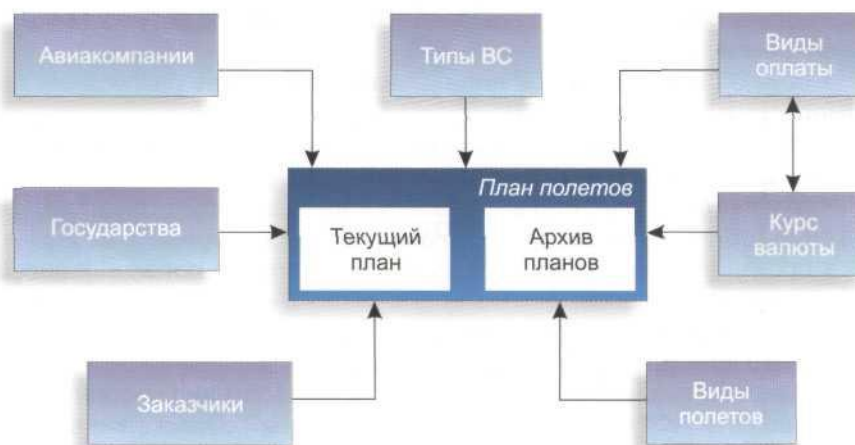 Авиакомпании
Типы ВС
Виды
оплаты
План полетов
Государства
Текущий
план
Архив
планов
Курс
валюты
Заказчики
Виды
полетов